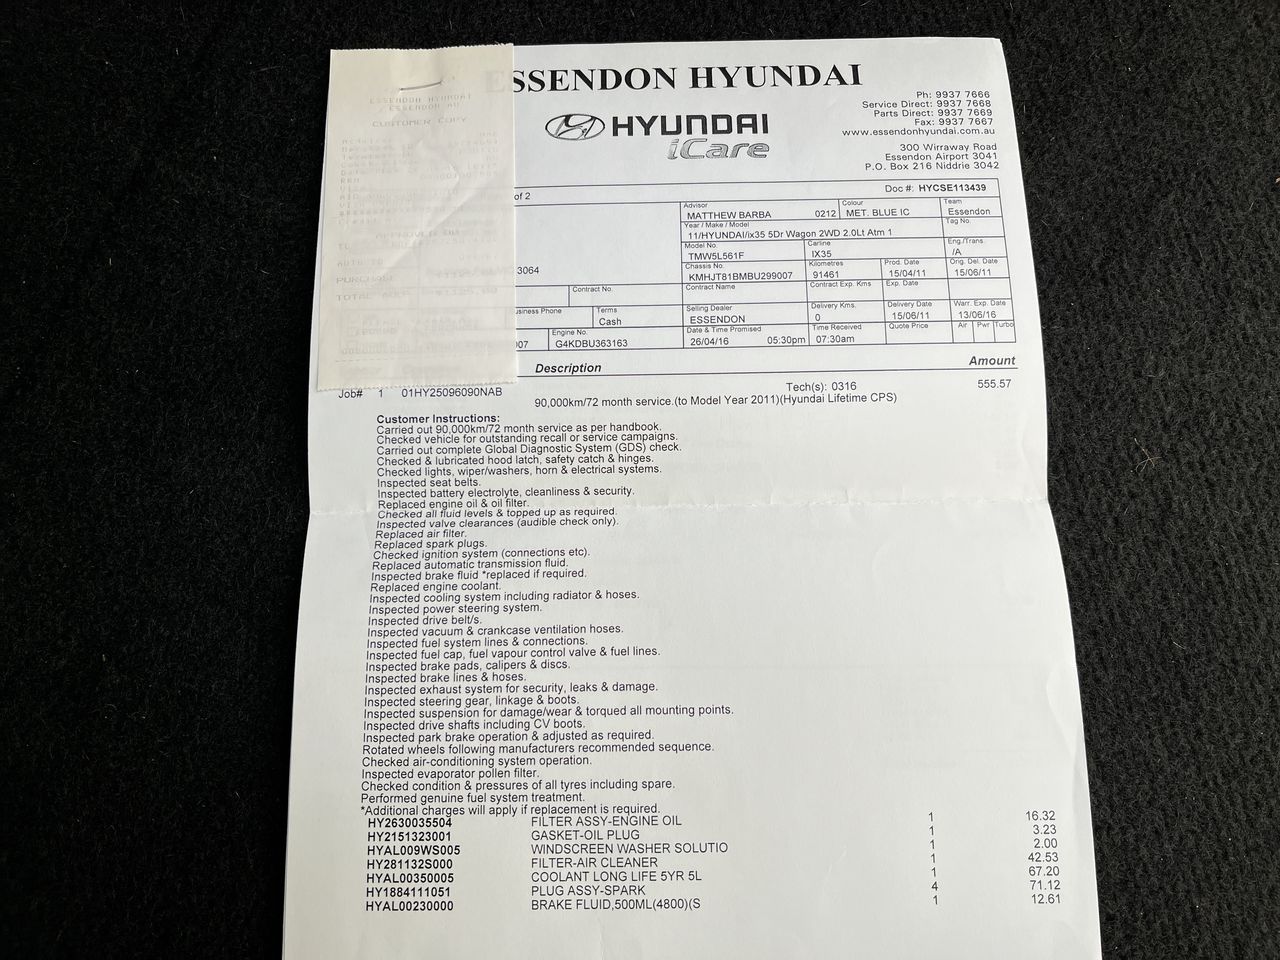 ESSENDON HYUNDAI
Ph: 9937 7666
Service Direct: 9937 7668
Parts Direct: 9937 7669
Fax: 9937 7667
www.essendonhyundai.com.au
HYUNDAI
iCare
300 Wirraway Road
Essendon Airport 3041
P.O. Box 216 Niddrie 3042
ESSENDON HYUNDAI
ESSENDON AU
CUSTOMER COPY
PURCHASE
TOTAL
of 2
Doc #: HYCSE113439
Advisor
MATTHEW BARBA 0212
Colour
MET. BLUE IC
Team
Essendon
Year / Make / Model
11/HYUNDAI/ix35 5Dr Wagon 2WD 2.0Lt Atm 1
Tag No.
Model No.
TMW5L561F
Carline
IX35
Eng./Trans.
/A
3064
Chassis No.
KMHJT81BMBU299007
Kilometres
91461
Prod. Date
15/04/11
Orig. Del. Date
15/06/11
Contract No.
Contract Name
Contract Exp. Kms
Exp. Date
usiness Phone
Terms
Cash
Selling Dealer
ESSENDON
Delivery Kms.
0
Delivery Date
15/06/11
Warr. Exp. Date
13/06/16
007
Engine No.
G4KDBU363163
Date & Time Promised
26/04/16 05:30pm
Time Received
07:30am
Quote Price
Air Pwr Turbo
Description Amount
Job# 1 01HY25096090NAB Tech(s): 0316 555.57
90,000km/72 month service.(to Model Year 2011)(Hyundai Lifetime CPS)
Customer Instructions:
Carried out 90,000km/72 month service as per handbook.
Checked vehicle for outstanding recall or service campaigns.
Carried out complete Global Diagnostic System (GDS) check.
Checked & lubricated hood latch, safety catch & hinges.
Checked lights, wiper/washers, horn & electrical systems.
Inspected seat belts.
Inspected battery electrolyte, cleanliness & security.
Replaced engine oil & oil filter.
Checked all fluid levels & topped up as required.
Inspected valve clearances (audible check only).
Replaced air filter.
Replaced spark plugs.
Checked ignition system (connections etc).
Replaced automatic transmission fluid.
Inspected brake fluid *replaced if required.
Replaced engine coolant.
Inspected cooling system including radiator & hoses.
Inspected power steering system.
Inspected drive belt/s.
Inspected vacuum & crankcase ventilation hoses.
Inspected fuel system lines & connections.
Inspected fuel cap, fuel vapour control valve & fuel lines.
Inspected brake pads, calipers & discs.
Inspected brake lines & hoses.
Inspected exhaust system for security, leaks & damage.
Inspected steering gear, linkage & boots.
Inspected suspension for damage/wear & torqued all mounting points.
Inspected drive shafts including CV boots.
Inspected park brake operation & adjusted as required.
Rotated wheels following manufacturers recommended sequence.
Checked air-conditioning system operation.
Inspected evaporator pollen filter.
Checked condition & pressures of all tyres including spare.
Performed genuine fuel system treatment.
*Additional charges will apply if replacement is required.
HY2630035504 FILTER ASSY-ENGINE OIL 1 16.32
HY2151323001 GASKET-OIL PLUG 1 3.23
HYAL009WS005 WINDSCREEN WASHER SOLUTIO 1 2.00
HY281132S000 FILTER-AIR CLEANER 1 42.53
HYAL00350005 COOLANT LONG LIFE 5YR 5L 1 67.20
HY1884111051 PLUG ASSY-SPARK 4 71.12
HYAL00230000 BRAKE FLUID,500ML(4800)(S 1 12.61